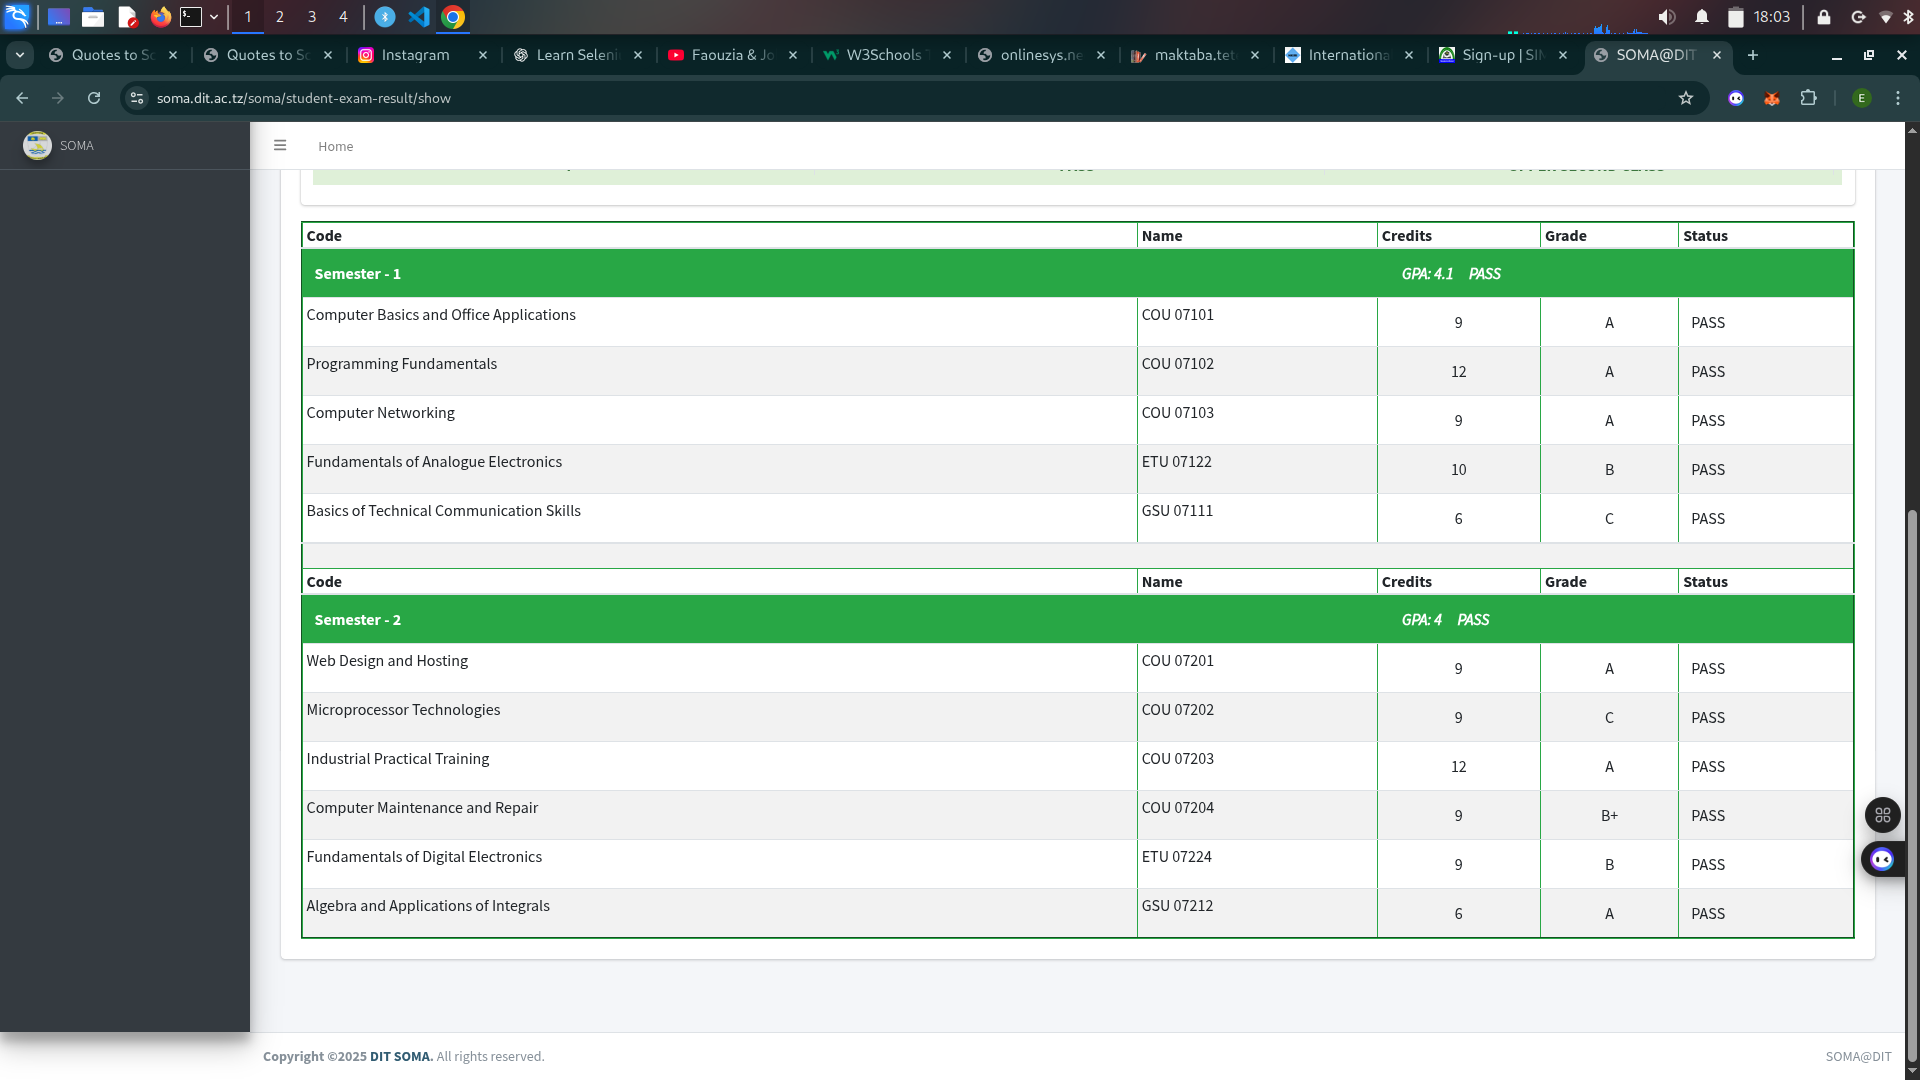 1 2 3 4 18:03
Quotes to Sc Quotes to Sc Instagram Learn Seleni Faouzia & Jo W3Schools T onlinesys.ne maktaba.tet Internationa Sign-up | SIM SOMA@DIT
soma.dit.ac.tz/soma/student-exam-result/show E
SOMA Home
Code Name Credits Grade Status
Semester - 1 GPA: 4.1 PASS
Computer Basics and Office Applications COU 07101 9 A PASS
Programming Fundamentals COU 07102 12 A PASS
Computer Networking COU 07103 9 A PASS
Fundamentals of Analogue Electronics ETU 07122 10 B PASS
Basics of Technical Communication Skills GSU 07111 6 C PASS
Code Name Credits Grade Status
Semester - 2 GPA: 4 PASS
Web Design and Hosting COU 07201 9 A PASS
Microprocessor Technologies COU 07202 9 C PASS
Industrial Practical Training COU 07203 12 A PASS
Computer Maintenance and Repair COU 07204 9 B+ PASS
Fundamentals of Digital Electronics ETU 07224 9 B PASS
Algebra and Applications of Integrals GSU 07212 6 A PASS
Copyright ©2025 DIT SOMA. All rights reserved. SOMA@DIT